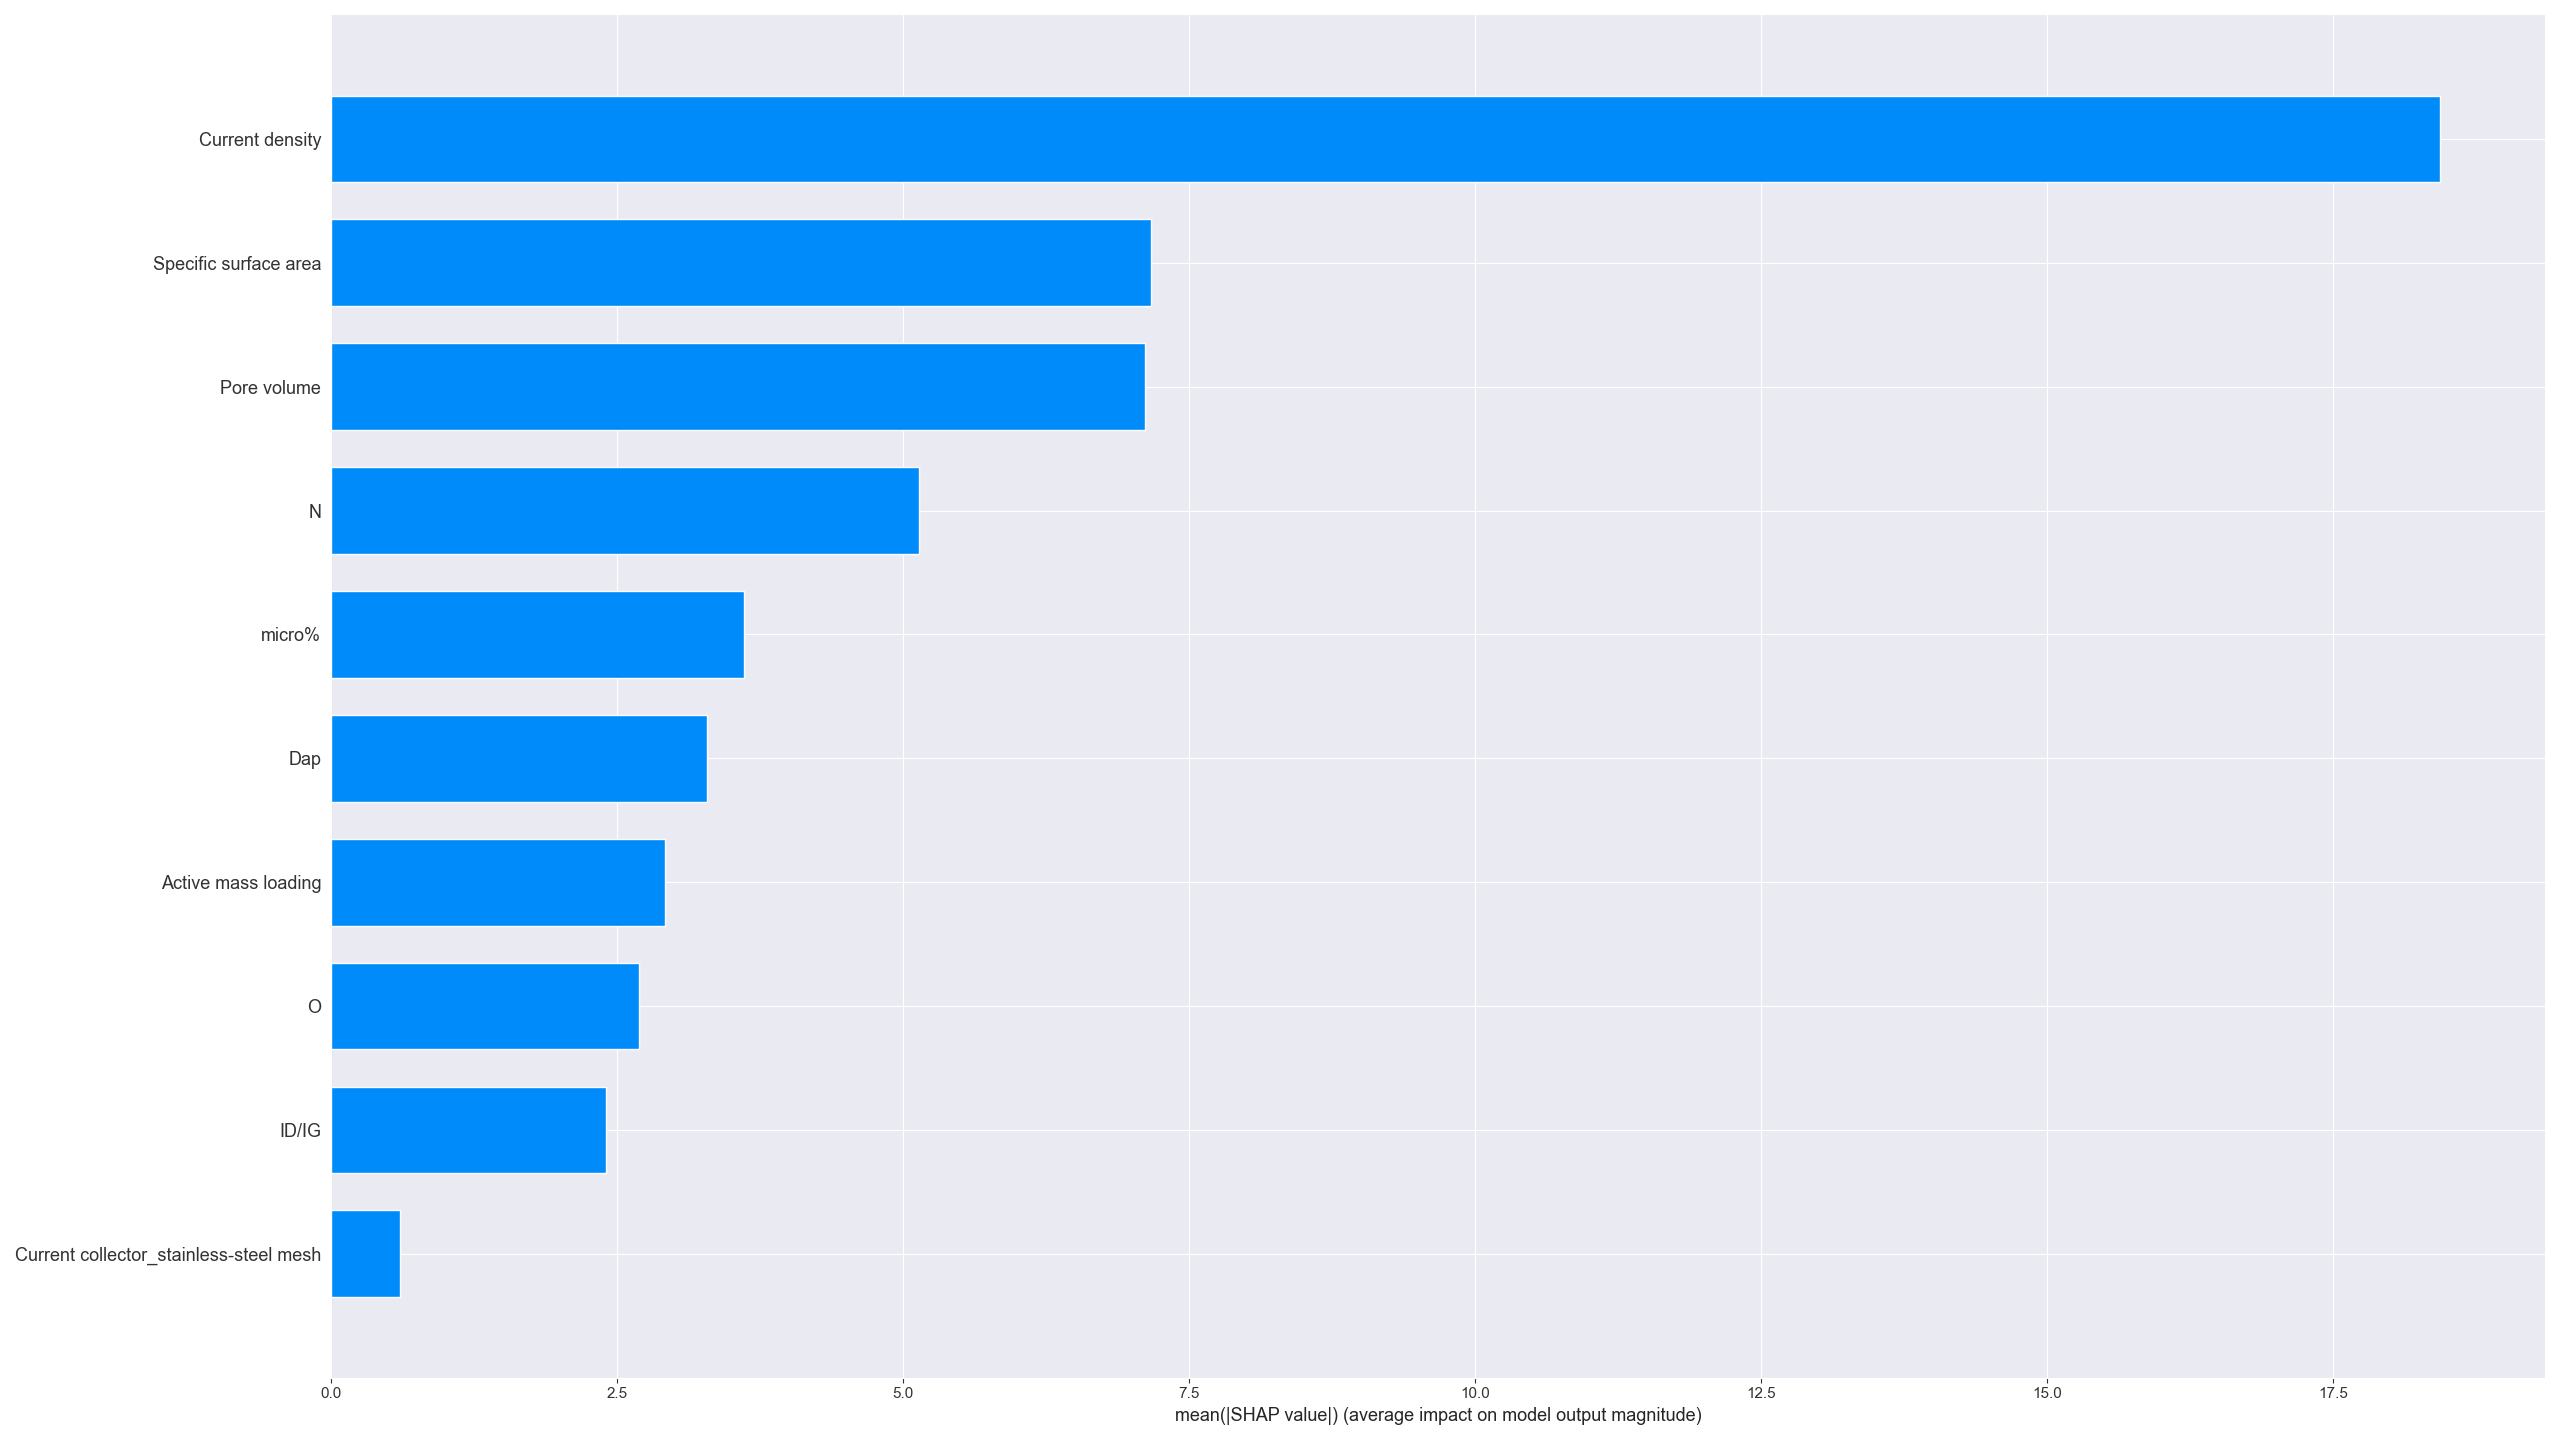 Current density
Specific surface area
Pore volume
N
micro%
Dap
Active mass loading
O
ID/IG
Current collector_stainless-steel mesh
0.0 2.5 5.0 7.5 10.0 12.5 15.0 17.5
mean(|SHAP value|) (average impact on model output magnitude)